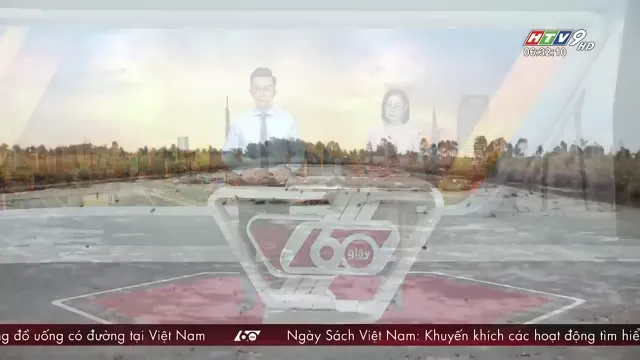 HTV9 HD
06:32:10
60
giây
đồ uống có đường tại Việt Nam 60 Ngày Sách Việt Nam: Khuyến khích các hoạt động tìm